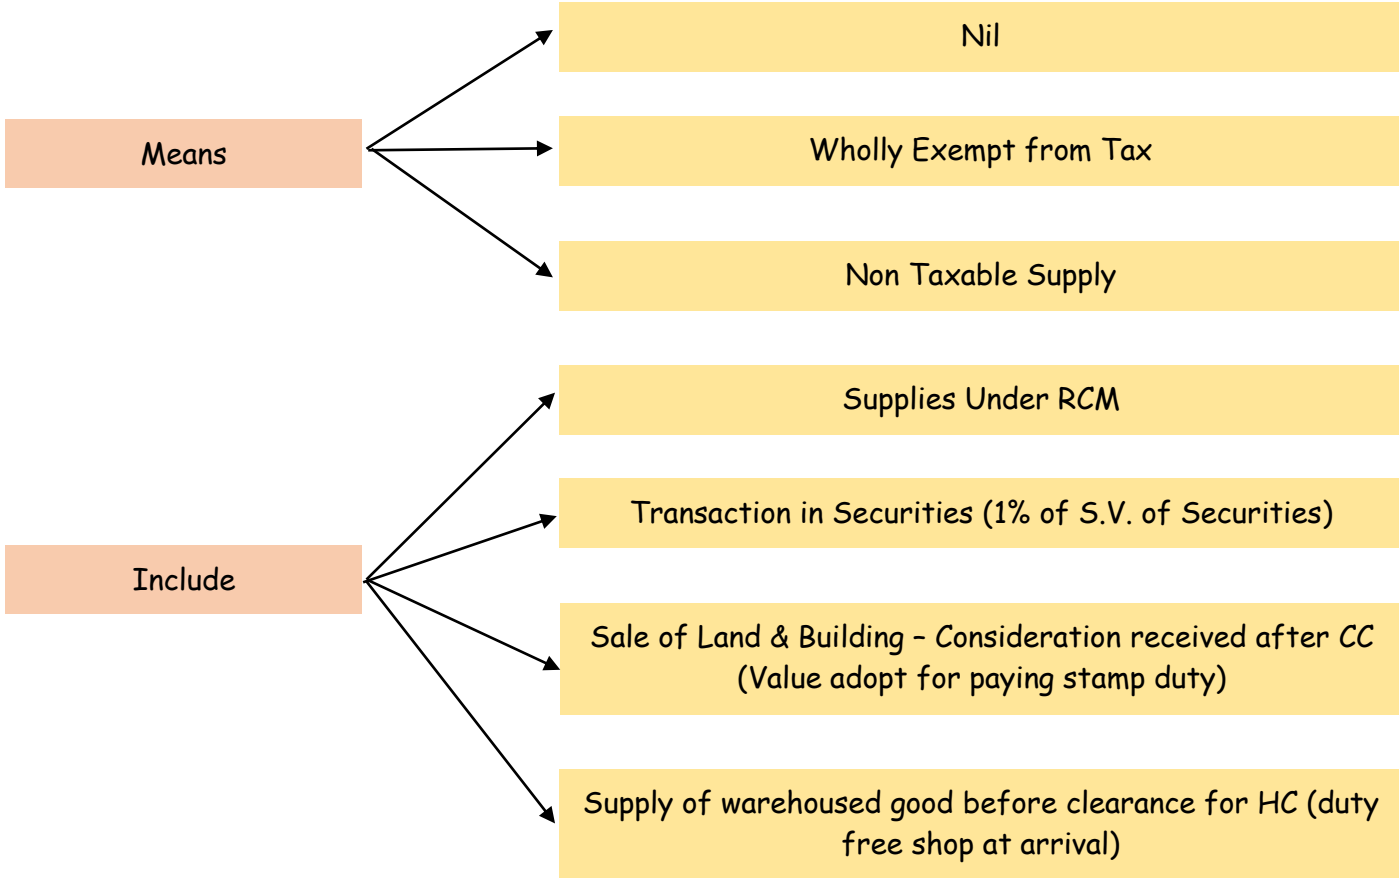 Means
Nil
Wholly Exempt from Tax
Non Taxable Supply
Include
Supplies Under RCM
Transaction in Securities (1% of S.V. of Securities)
Sale of Land & Building – Consideration received after CC
(Value adopt for paying stamp duty)
Supply of warehoused good before clearance for HC (duty
free shop at arrival)